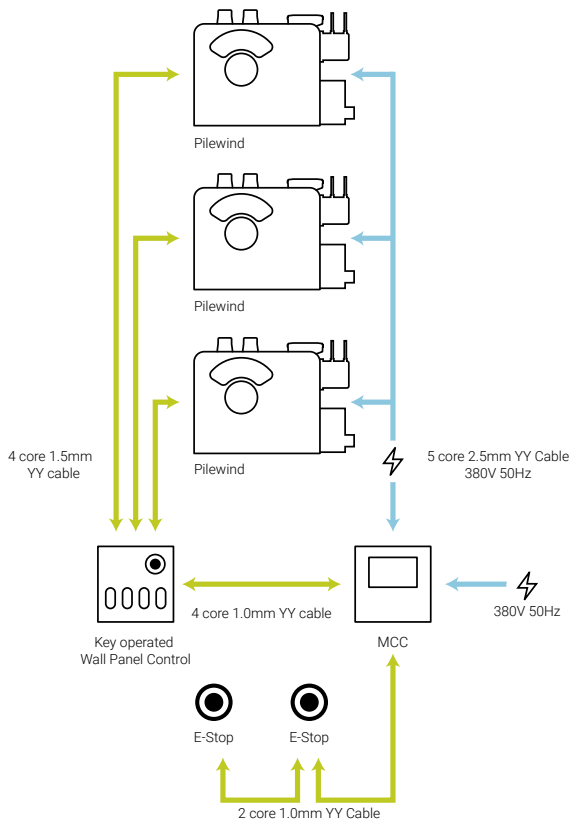 Pilewind
Pilewind
Pilewind
4 core 1.5mm
YY cable
5 core 2.5mm YY Cable
380V 50Hz
4 core 1.0mm YY cable
380V 50Hz
Key operated
Wall Panel Control
MCC
E-Stop
E-Stop
2 core 1.0mm YY Cable